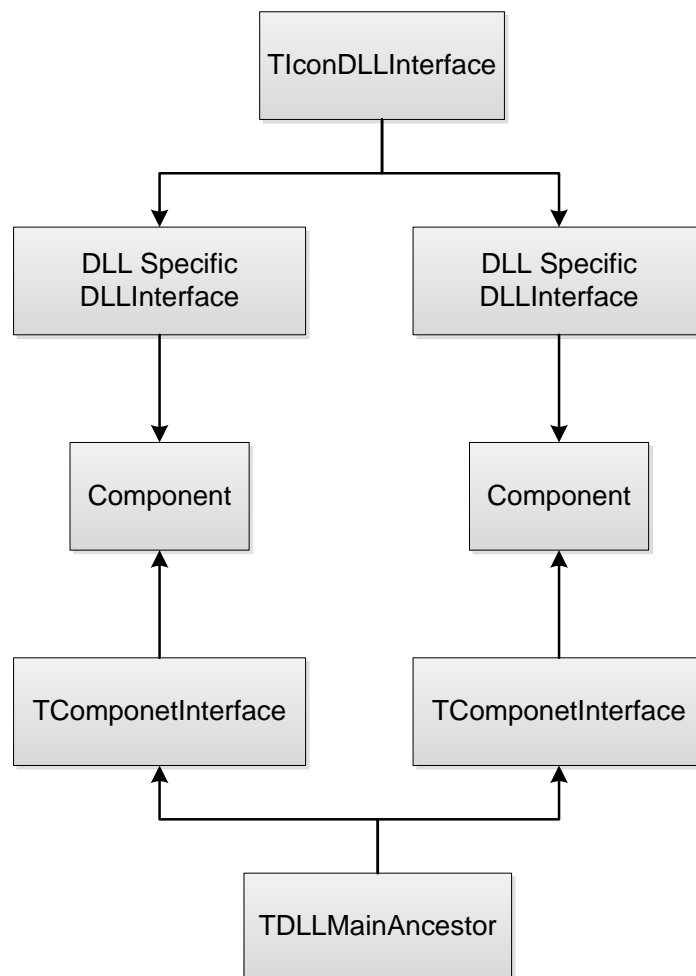 TIconDLLInterface
DLL Specific
DLLInterface
DLL Specific
DLLInterface
Component
Component
TComponetInterface
TComponetInterface
TDLLMainAncestor